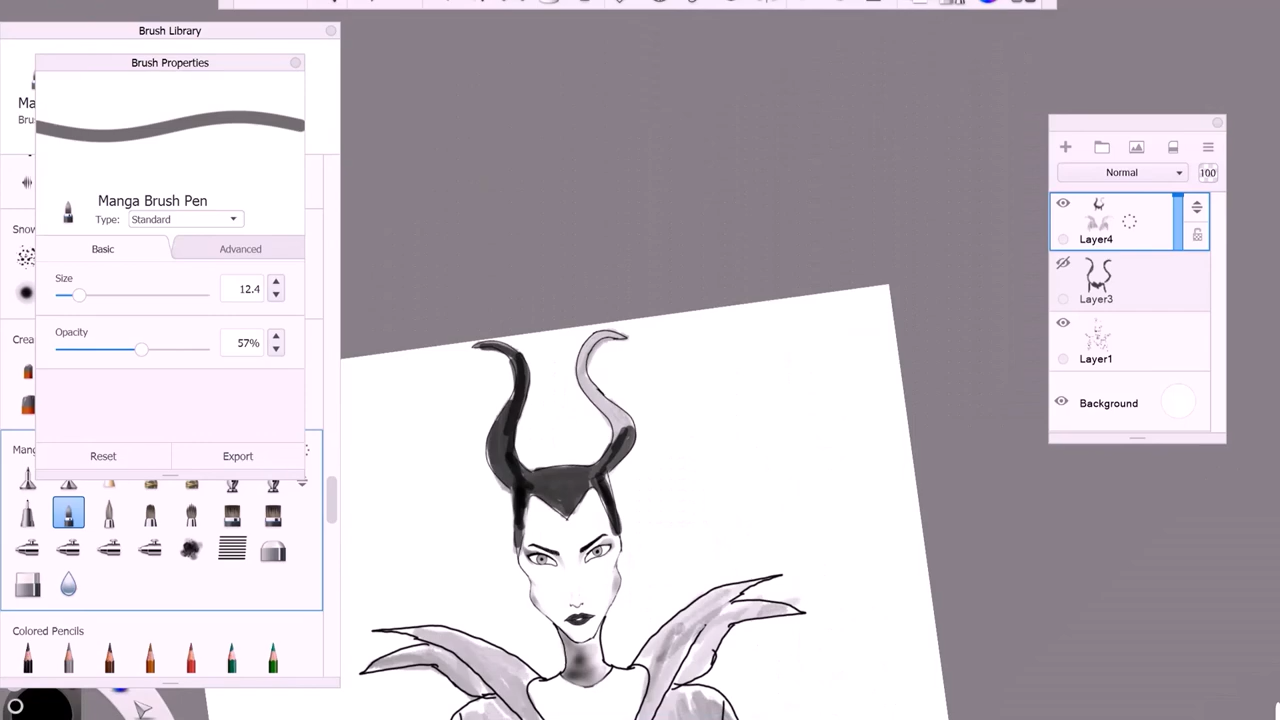 Brush Library
Brush Properties
Ma
Bru
Manga Brush Pen
Type: Standard
Basic
Advanced
Snow
Size
12.4
Opacity
57%
Crea
Mang
Reset
Export
Colored Pencils
Normal
100
Layer4
Layer3
Layer1
Background